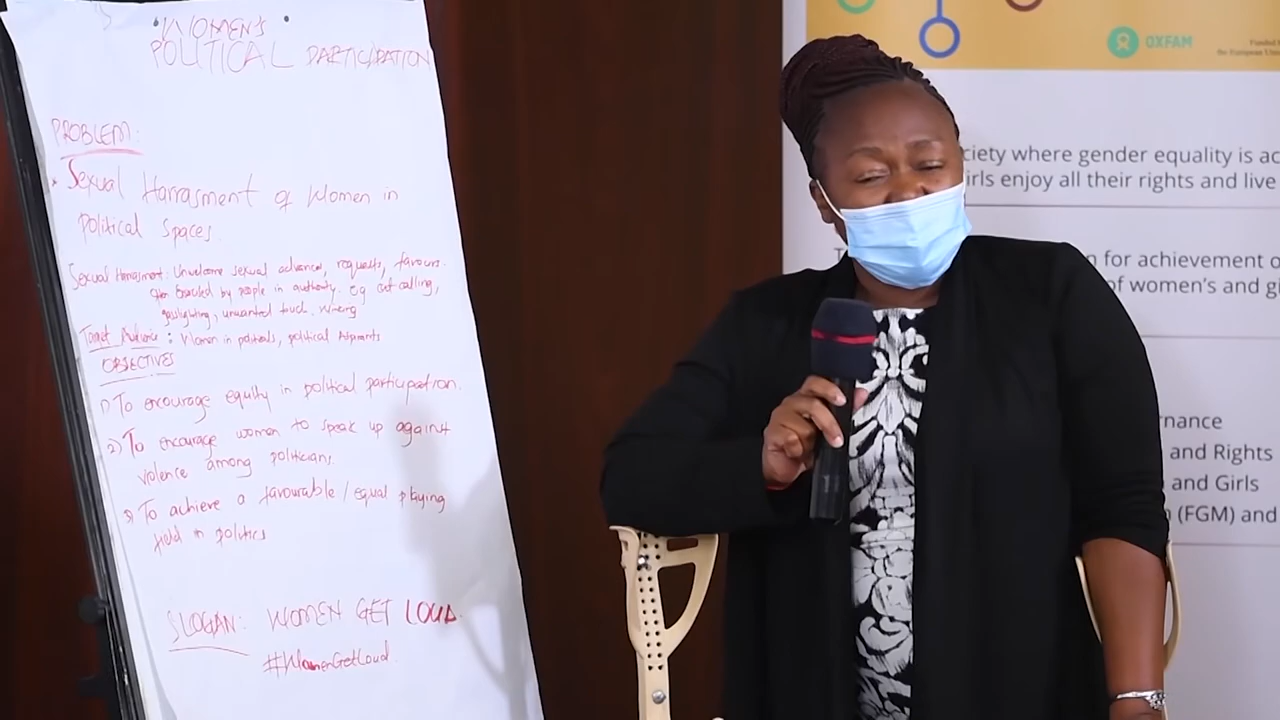 "WOMEN'S
POLITICAL PARTICIPATION
PROBLEM:
Sexual Harrasment of Women in
Political Spaces.
Sexual Harrasment: Unwelcome sexual advances, requests, favours.
by people in authority. eg cat calling,
gaslighting, unwanted touch, winking
Target Audience: Women in politics, political Aspirants
OBJECTIVES
1) To encourage equity in political participation.
2) To encourage women to speak up against
violence among politicians.
3) To achieve a favourable/equal playing
field in politics
SLOGAN: WOMEN GET LOUD.
#WomenGetLoud
OXFAM
Funded
the European Uni
ciety where gender equality is ac
irls enjoy all their rights and live
n for achievement o
of women's and gi
rnance
and Rights
and Girls
(FGM) and